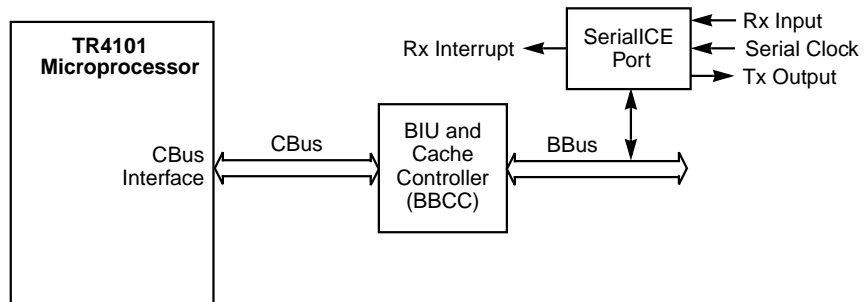 TR4101
Microprocessor
CBus
Interface
CBus
BIU and
Cache
Controller
(BBCC)
BBus
Rx Interrupt
SerialICE
Port
Rx Input
Serial Clock
Tx Output